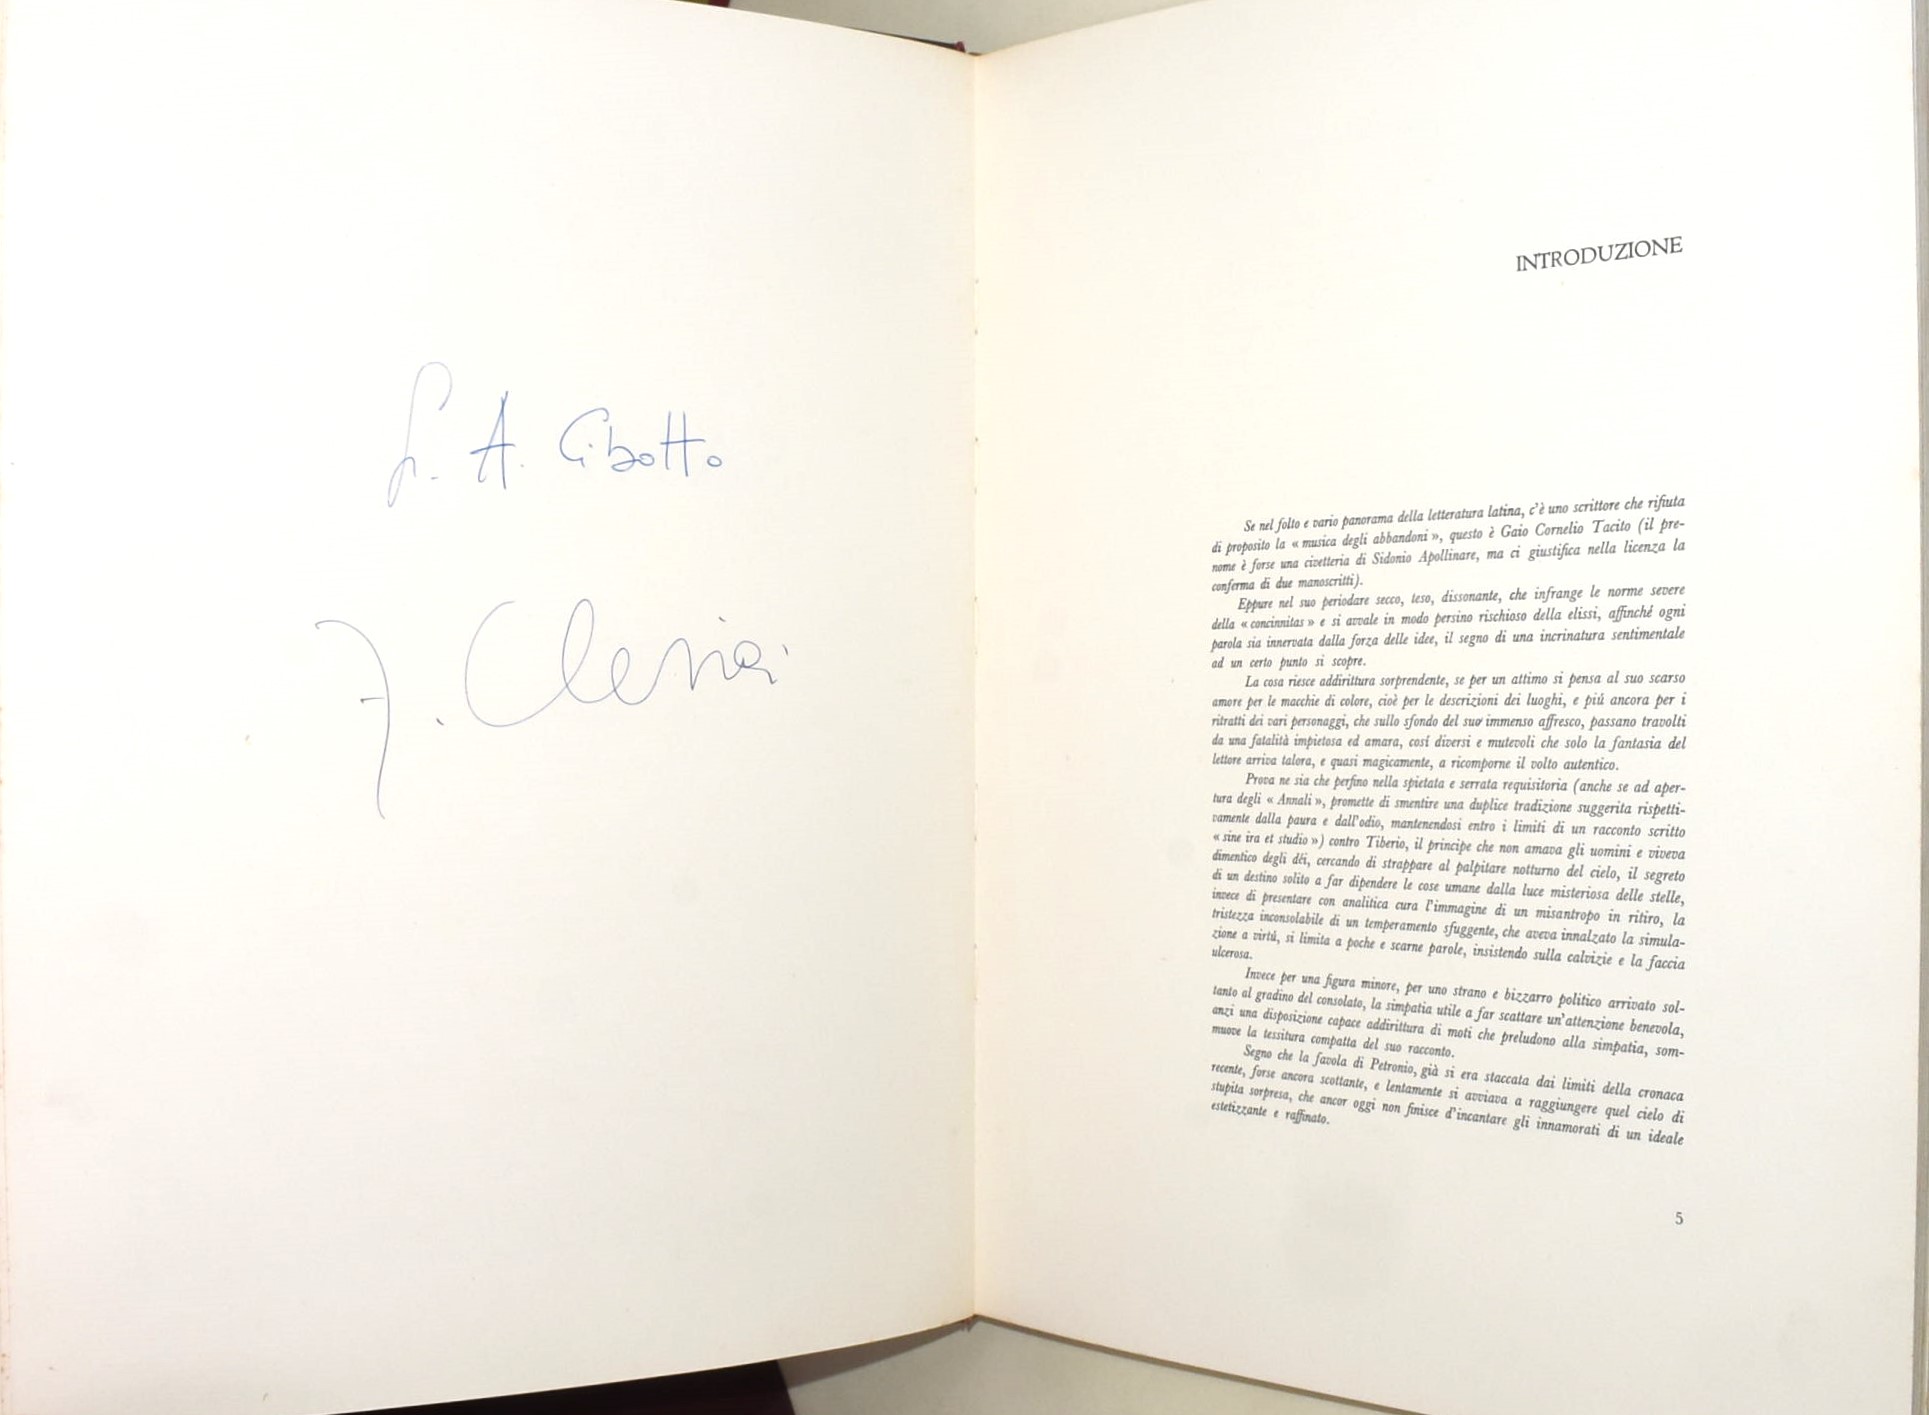 G. A. Cibotto
F. Clerici
INTRODUZIONE
Se nel folto e vario panorama della letteratura latina, c'è uno scrittore che rifiuta
di proposito la « musica degli abbandoni », questo è Gaio Cornelio Tacito (il pre-
nome è forse una civetteria di Sidonio Apollinare, ma ci giustifica nella licenza la
conferma di due manoscritti).
Eppure nel suo periodare secco, teso, dissonante, che infrange le norme severe
della « concinnitas » e si avvale in modo persino rischioso della elissi, affinché ogni
parola sia innervata dalla forza delle idee, il segno di una incrinatura sentimentale
ad un certo punto si scopre.
La cosa riesce addirittura sorprendente, se per un attimo si pensa al suo scarso
amore per le macchie di colore, cioè per le descrizioni dei luoghi, e piú ancora per i
ritratti dei vari personaggi, che sullo sfondo del suo immenso affresco, passano travolti
da una fatalità impietosa ed amara, cosí diversi e mutevoli che solo la fantasia del
lettore arriva talora, e quasi magicamente, a ricomporne il volto autentico.
Prova ne sia che perfino nella spietata e serrata requisitoria (anche se ad aper-
tura degli « Annali », promette di smentire una duplice tradizione suggerita rispetti-
vamente dalla paura e dall'odio, mantenendosi entro i limiti di un racconto scritto
« sine ira et studio ») contro Tiberio, il principe che non amava gli uomini e viveva
dimentico degli dèi, cercando di strappare al palpitare notturno del cielo, il segreto
di un destino solito a far dipendere le cose umane dalla luce misteriosa delle stelle,
invece di presentare con analitica cura l'immagine di un misantropo in ritiro, la
tristezza inconsolabile di un temperamento sfuggente, che aveva innalzato la simula-
zione a virtú, si limita a poche e scarne parole, insistendo sulla calvizie e la faccia
ulcerosa.
Invece per una figura minore, per uno strano e bizzarro politico arrivato sol-
tanto al gradino del consolato, la simpatia utile a far scattare un'attenzione benevola,
anzi una disposizione capace addirittura di moti che preludono alla simpatia, som-
muove la tessitura compatta del suo racconto.
Segno che la favola di Petronio, già si era staccata dai limiti della cronaca
recente, forse ancora scottante, e lentamente si avviava a raggiungere quel cielo di
stupita sorpresa, che ancor oggi non finisce d'incantare gli innamorati di un ideale
estetizzante e raffinato.
5